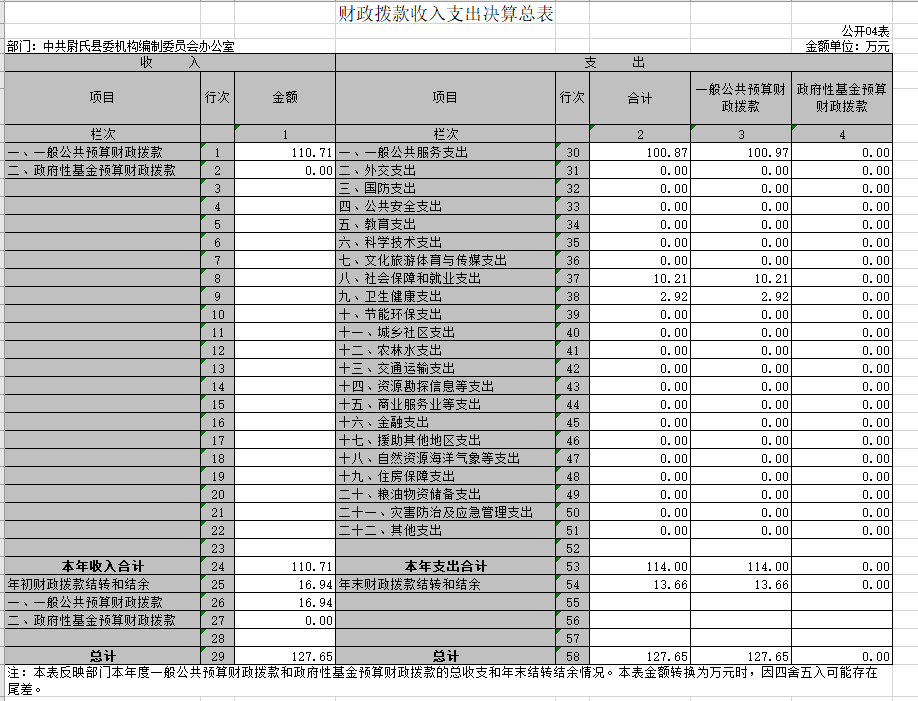 财政拨款收入支出决算总表
公开04表
部门：中共尉氏县委机构编制委员会办公室 金额单位：万元
收 入 支 出
项目 行次 金额 项目 行次 合计 一般公共预算财政拨款 政府性基金预算财政拨款
栏次 1 栏次 2 3 4
一、一般公共预算财政拨款 1 110.71 一、一般公共服务支出 30 100.87 100.97 0.00
二、政府性基金预算财政拨款 2 0.00 二、外交支出 31 0.00 0.00 0.00
3 三、国防支出 32 0.00 0.00 0.00
4 四、公共安全支出 33 0.00 0.00 0.00
5 五、教育支出 34 0.00 0.00 0.00
6 六、科学技术支出 35 0.00 0.00 0.00
7 七、文化旅游体育与传媒支出 36 0.00 0.00 0.00
8 八、社会保障和就业支出 37 10.21 10.21 0.00
9 九、卫生健康支出 38 2.92 2.92 0.00
10 十、节能环保支出 39 0.00 0.00 0.00
11 十一、城乡社区支出 40 0.00 0.00 0.00
12 十二、农林水支出 41 0.00 0.00 0.00
13 十三、交通运输支出 42 0.00 0.00 0.00
14 十四、资源勘探信息等支出 43 0.00 0.00 0.00
15 十五、商业服务业等支出 44 0.00 0.00 0.00
16 十六、金融支出 45 0.00 0.00 0.00
17 十七、援助其他地区支出 46 0.00 0.00 0.00
18 十八、自然资源海洋气象等支出 47 0.00 0.00 0.00
19 十九、住房保障支出 48 0.00 0.00 0.00
20 二十、粮油物资储备支出 49 0.00 0.00 0.00
21 二十一、灾害防治及应急管理支出 50 0.00 0.00 0.00
22 二十二、其他支出 51 0.00 0.00 0.00
23 52
本年收入合计 24 110.71 本年支出合计 53 114.00 114.00 0.00
年初财政拨款结转和结余 25 16.94 年末财政拨款结转和结余 54 13.66 13.66 0.00
一、一般公共预算财政拨款 26 16.94 55
二、政府性基金预算财政拨款 27 0.00 56
28 57
总计 29 127.65 总计 58 127.65 127.65 0.00
注：本表反映部门本年度一般公共预算财政拨款和政府性基金预算财政拨款的总收支和年末结转结余情况。本表金额转换为万元时，因四舍五入可能存在
尾差。